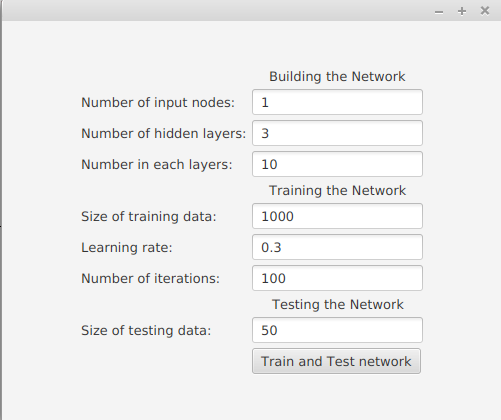 Building the Network
Number of input nodes: 1
Number of hidden layers: 3
Number in each layers: 10
Training the Network
Size of training data: 1000
Learning rate: 0.3
Number of iterations: 100
Testing the Network
Size of testing data: 50
Train and Test network